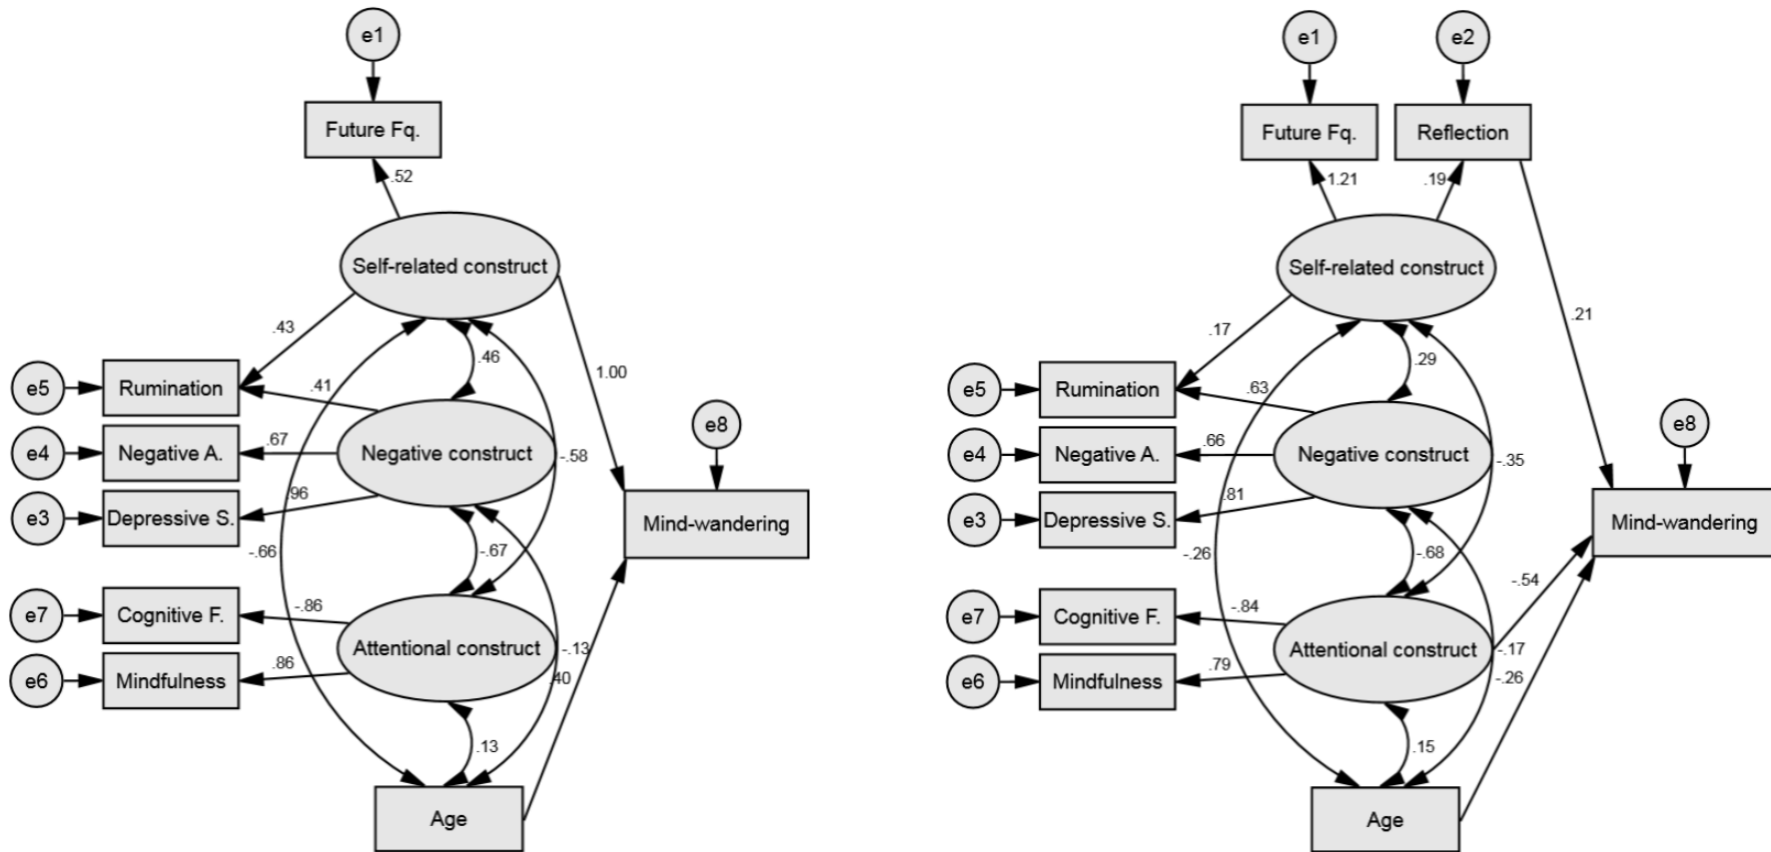 e1
Future Fq.
.52
Self-related construct
.43
.46
1.00
e5
Rumination
.41
e4
Negative A.
.67
Negative construct
-.58
e8
e3
Depressive S.
.96
Mind-wandering
-.66
-.67
e7
Cognitive F.
-.86
Attentional construct
-.13
e6
Mindfulness
.86
.40
.13
Age
e1
e2
Future Fq.
Reflection
1.21
.19
Self-related construct
.17
.21
.29
e5
Rumination
.63
e4
Negative A.
.66
Negative construct
-.35
e8
e3
Depressive S.
.81
Mind-wandering
-.26
-.68
-.54
e7
Cognitive F.
-.84
Attentional construct
-.17
e6
Mindfulness
.79
-.26
.15
Age